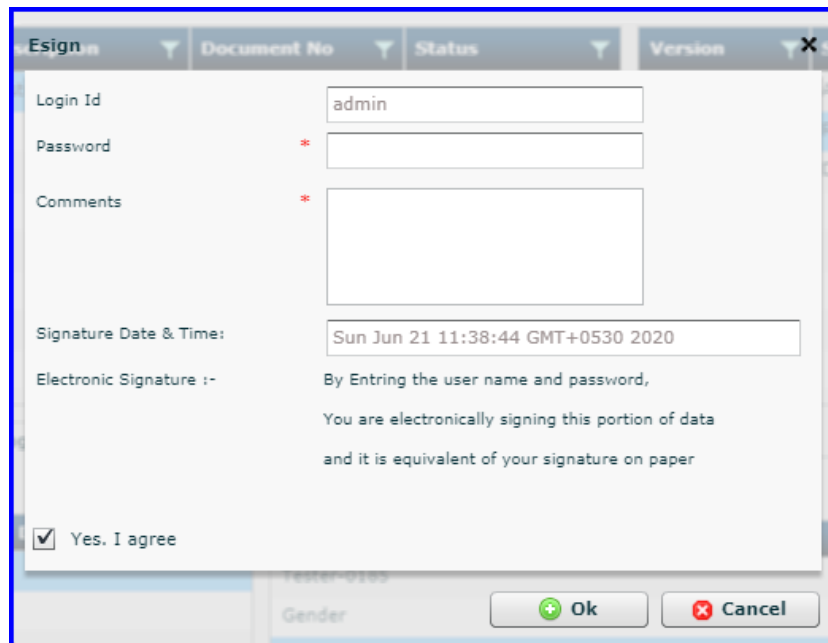 Esign
Document No
Status
Version
Login Id
admin
Password *
Comments *
Signature Date & Time:
Sun Jun 21 11:38:44 GMT+0530 2020
Electronic Signature :-
By Entring the user name and password,
You are electronically signing this portion of data
and it is equivalent of your signature on paper
Yes. I agree
Tester-0185
Gender
Ok
Cancel